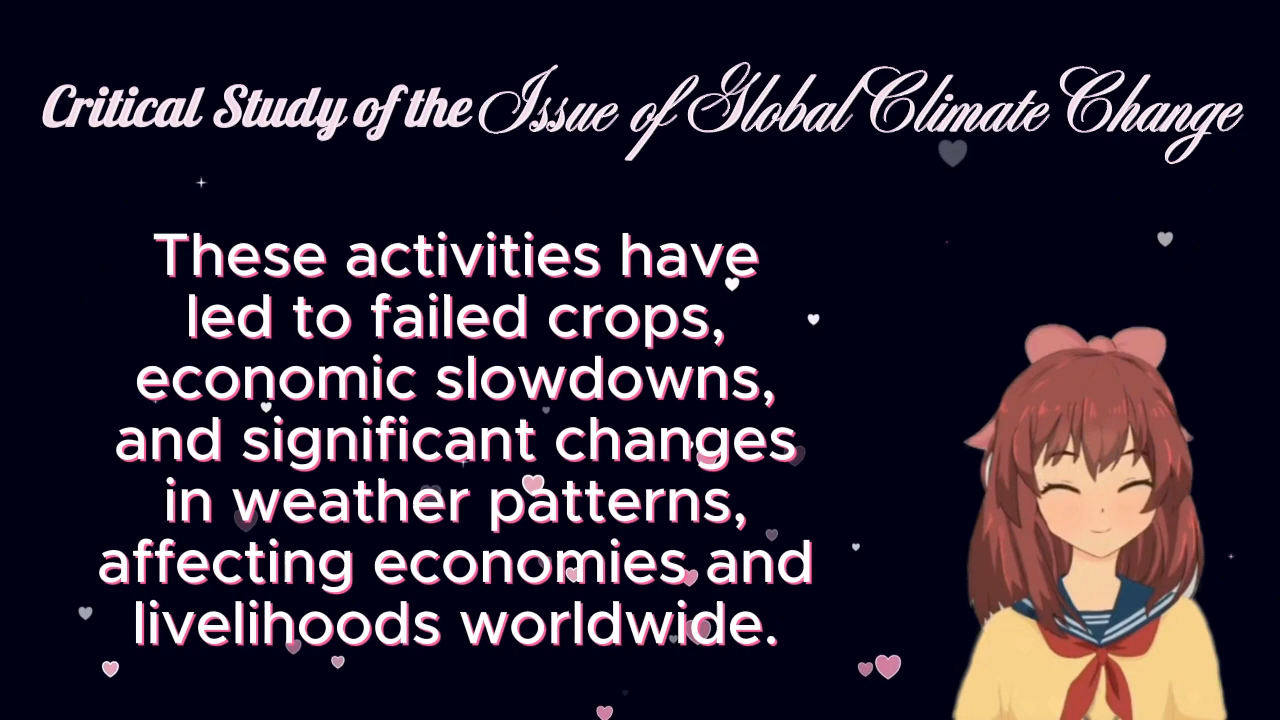 Critical Study of the Issue of Global Climate Change
These activities have
led to failed crops,
economic slowdowns,
and significant changes
in weather patterns,
affecting economies and
livelihoods worldwide.